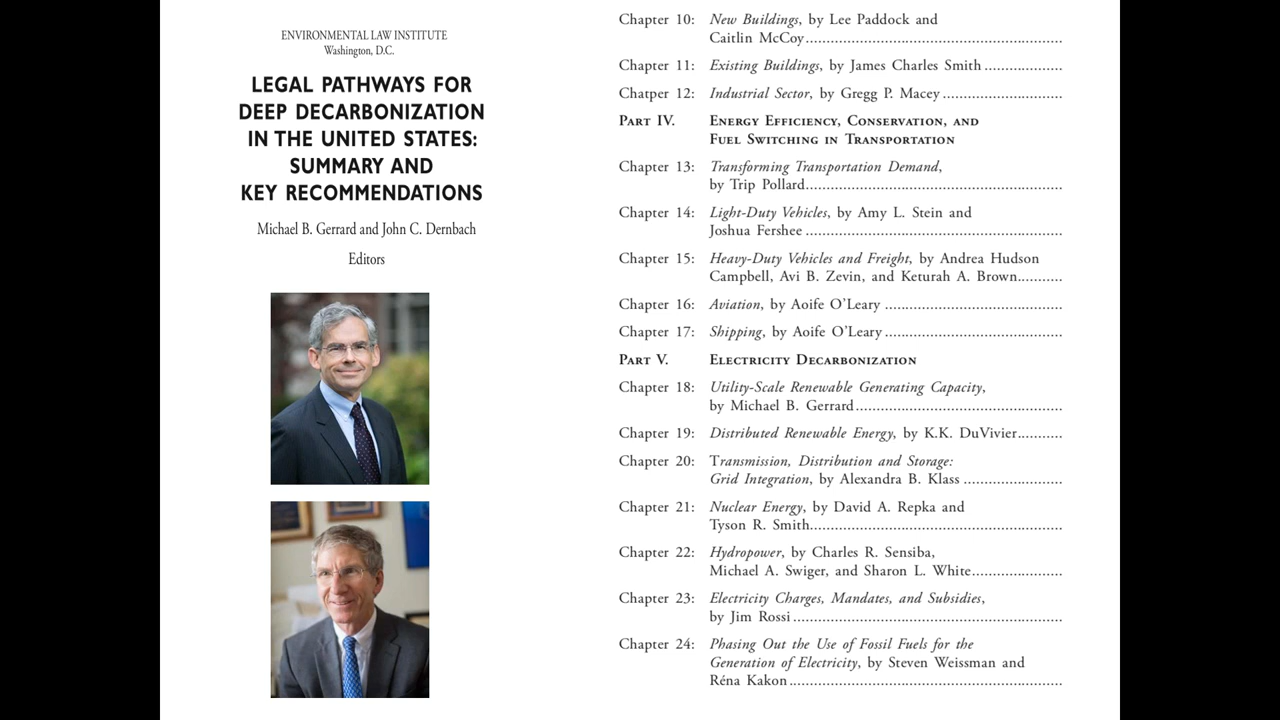 ENVIRONMENTAL LAW INSTITUTE
Washington, D.C.
LEGAL PATHWAYS FOR
DEEP DECARBONIZATION
IN THE UNITED STATES:
SUMMARY AND
KEY RECOMMENDATIONS
Michael B. Gerrard and John C. Dernbach
Editors
Chapter 10: New Buildings, by Lee Paddock and
Caitlin McCoy..........................................................
Chapter 11: Existing Buildings, by James Charles Smith ..................
Chatper 12: Industrial Sector, by Gregg P. Macey ...........................
Part IV. Energy Efficiency, Conservation, and
Fuel Switching in Transportation
Chapter 13: Transforming Transportation Demand,
by Trip Pollard..........................................................
Chapter 14: Light-Duty Vehicles, by Amy L. Stein and
Joshua Fershee ..........................................................
Chapter 15: Heavy-Duty Vehicles and Freight, by Andrea Hudson
Campbell, Avi B. Zevin, and Keturah A. Brown..........
Chapter 16: Aviation, by Aoife O’Leary ........................................
Chapter 17: Shipping, by Aoife O’Leary ........................................
Part V. Electricity Decarbonization
Chapter 18: Utility-Scale Renewable Generating Capacity,
by Michael B. Gerrard...............................................
Chapter 19: Distributed Renewable Energy, by K.K. DuVivier..........
Chapter 20: Transmission, Distribution and Storage:
Grid Integration, by Alexandra B. Klass ......................
Chapter 21: Nuclear Energy, by David A. Repka and
Tyson R. Smith.........................................................
Chapter 22: Hydropower, by Charles R. Sensiba,
Michael A. Swiger, and Sharon L. White....................
Chapter 23: Electricity Charges, Mandates, and Subsidies,
by Jim Rossi.............................................................
Chapter 24: Phasing Out the Use of Fossil Fuels for the
Generation of Electricity, by Steven Weissman and
Réna Kakon..............................................................